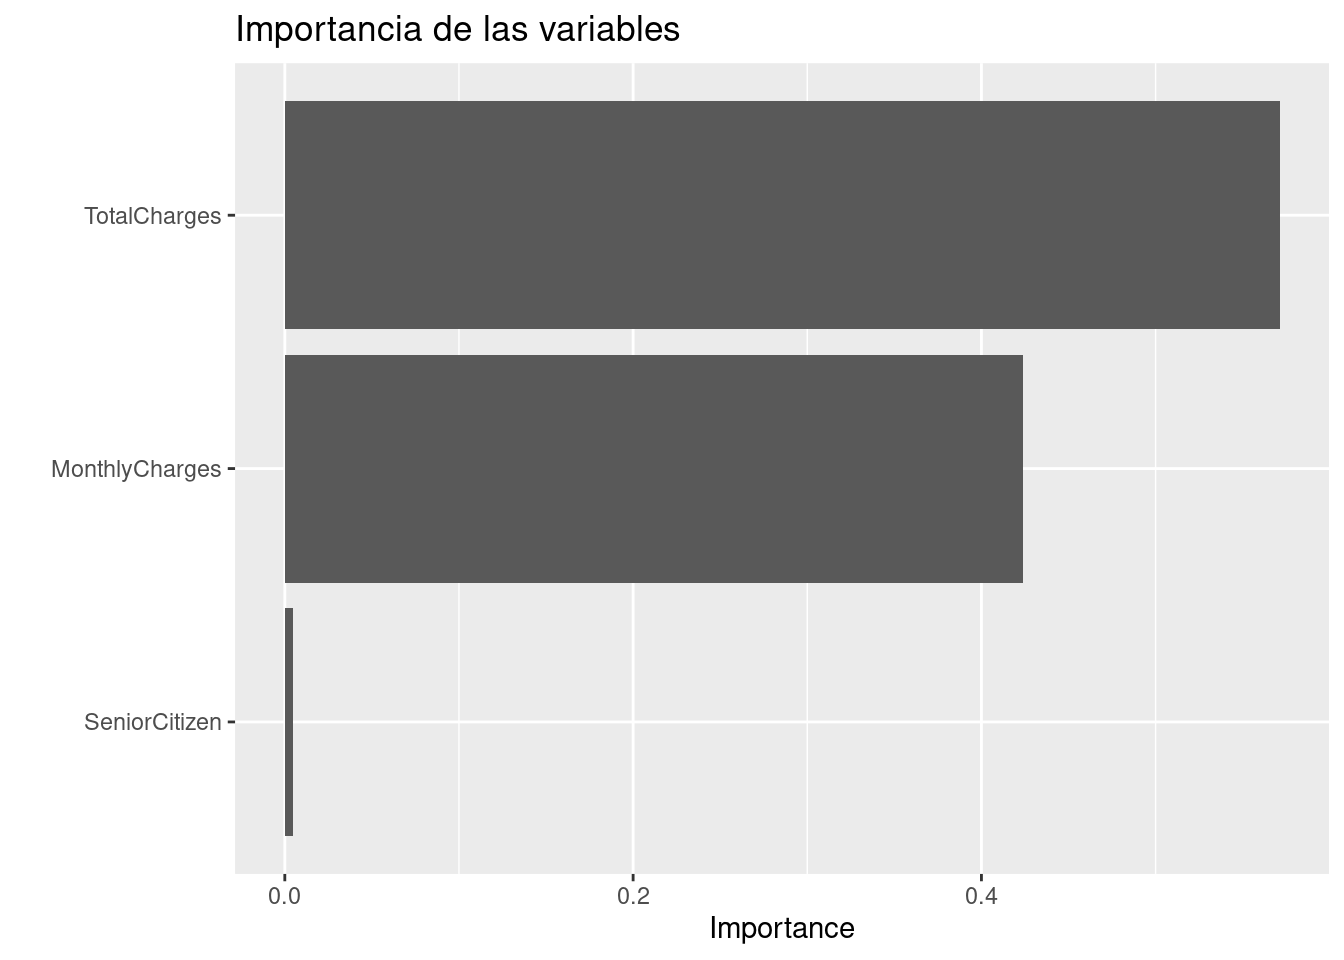 Importancia de las variables
TotalCharges
MonthlyCharges
SeniorCitizen
0.0 0.2 0.4
Importance